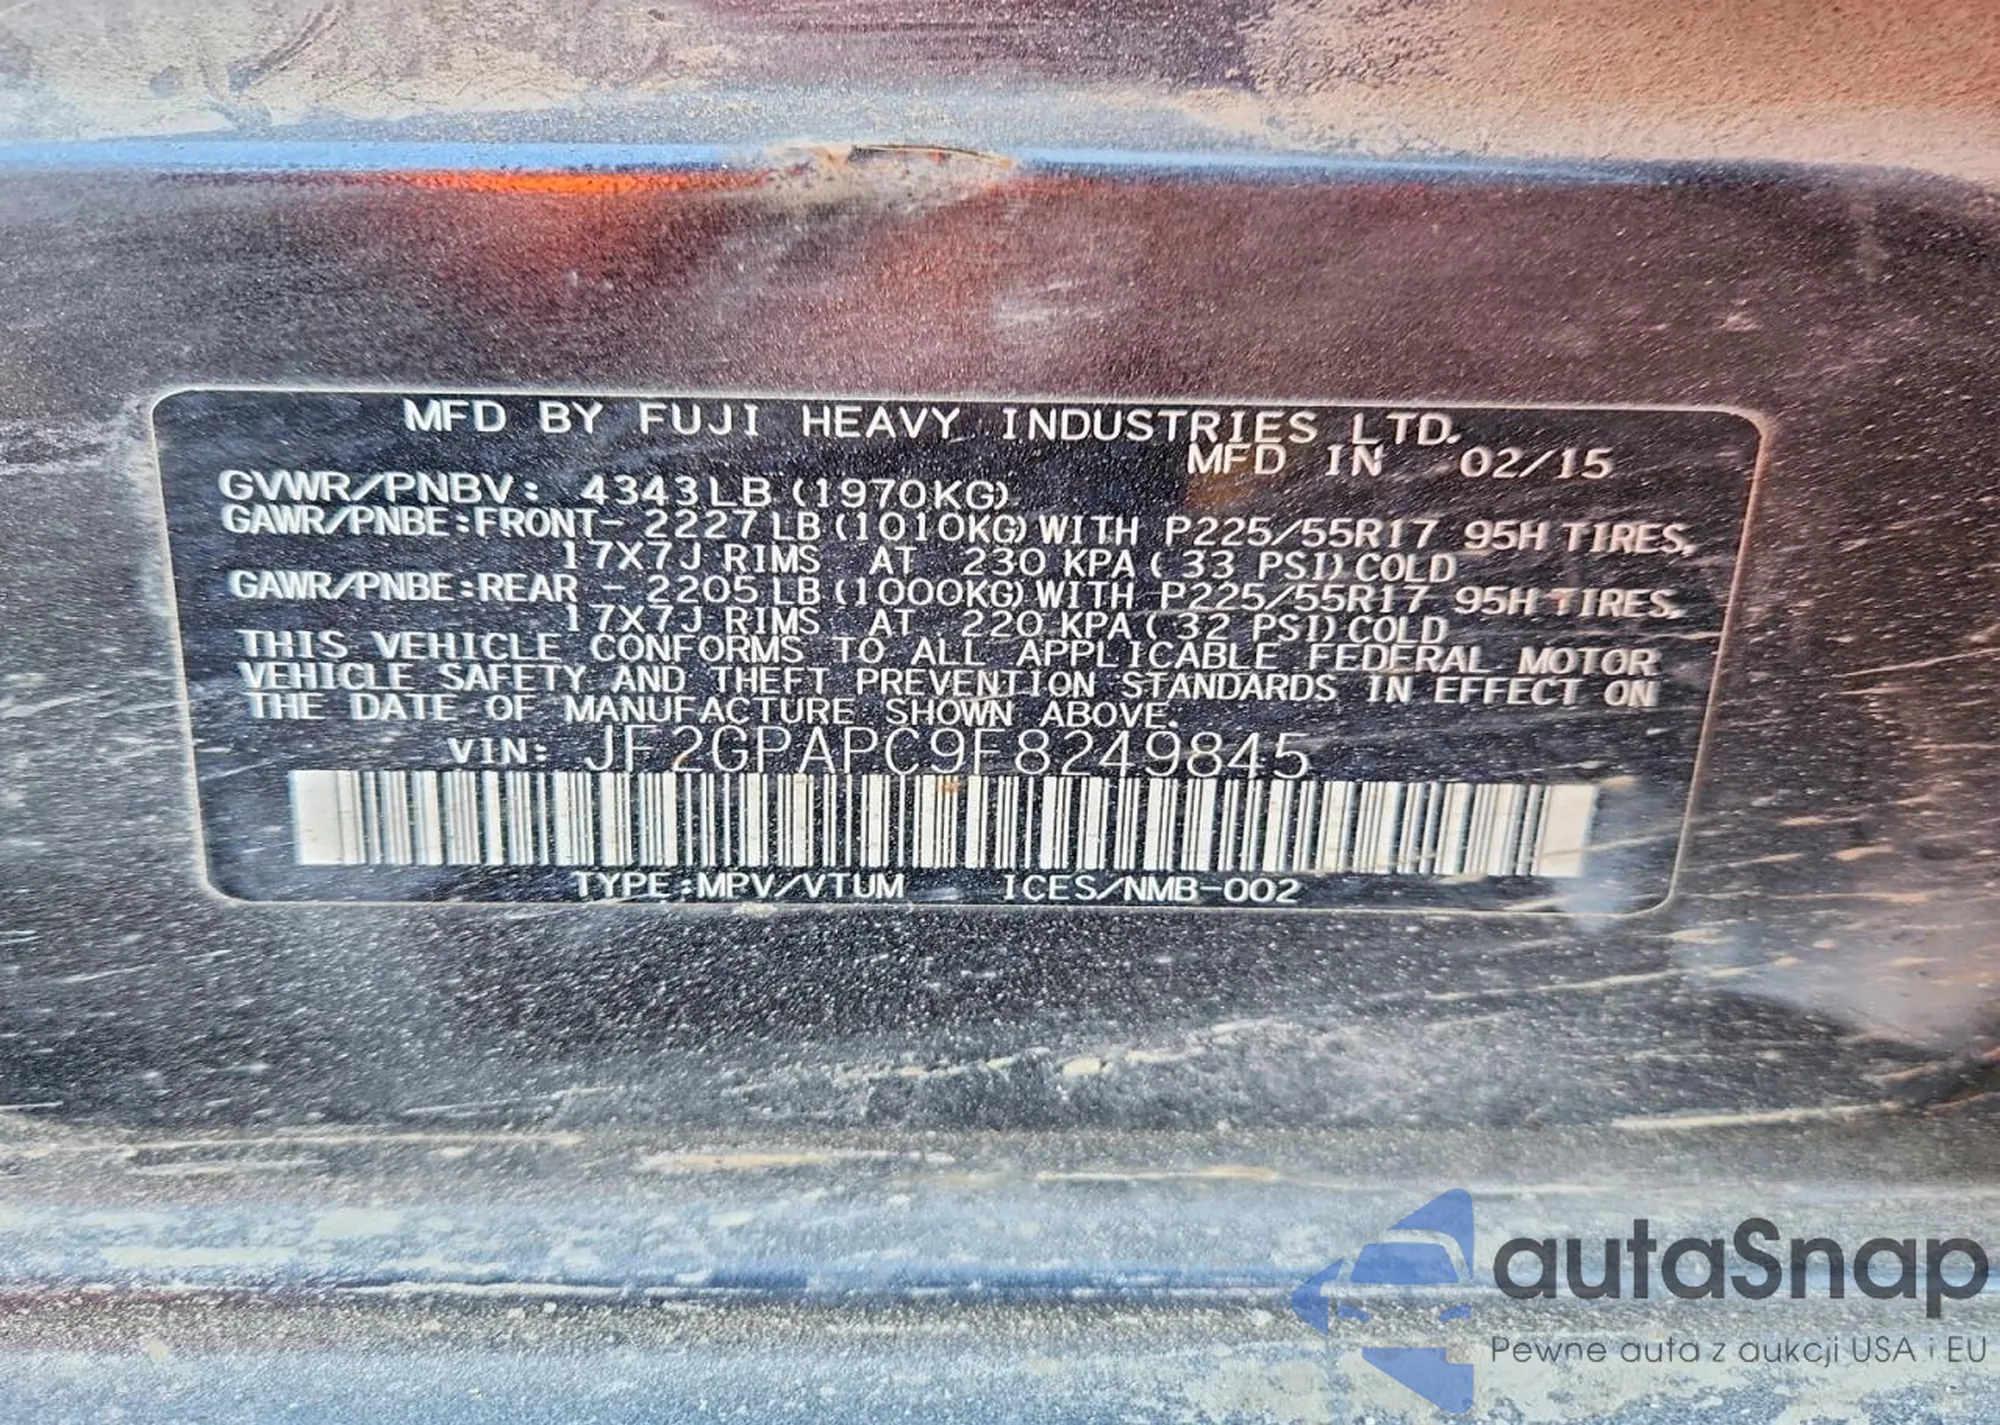 MFD BY FUJI HEAVY INDUSTRIES LTD.
MFD IN 02/15
GVWR/PNBV: 4343LB (1970KG)
GAWR/PNBE:FRONT- 2227LB (1010KG) WITH P225/55R17 95H TIRES,
17X7J RIMS AT 230 KPA ( 33 PSI) COLD
GAWR/PNBE:REAR - 2205LB (1000KG) WITH P225/55R17 95H TIRES,
17X7J RIMS AT 220 KPA ( 32 PSI) COLD
THIS VEHICLE CONFORMS TO ALL APPLICABLE FEDERAL MOTOR
VEHICLE SAFETY AND THEFT PREVENTION STANDARDS IN EFFECT ON
THE DATE OF MANUFACTURE SHOWN ABOVE.
VIN: JF2GPAPC9F8249845
TYPE:MPV/VTUM ICES/NMB-002
autaSnap
Pewne auta z aukcji USA i EU